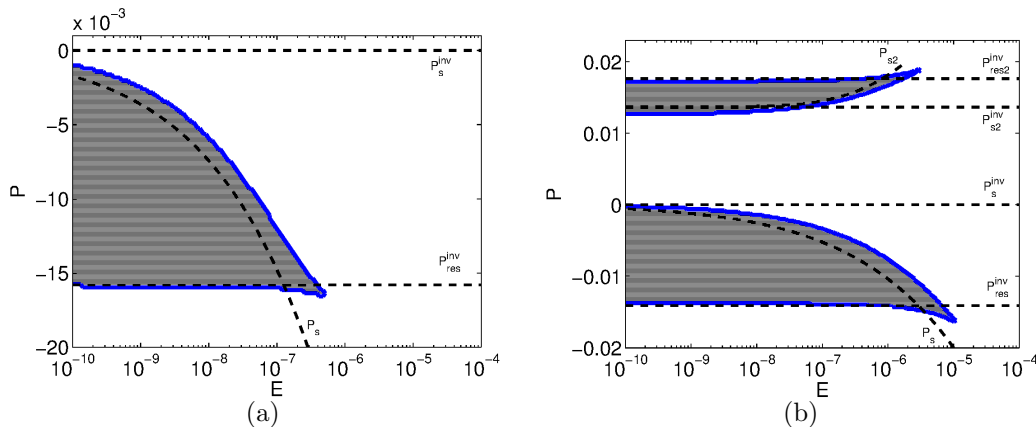 x 10⁻³
0
−5
−10
−15
−20
P
P_s^inv
P_res^inv
P_s
10⁻¹⁰ 10⁻⁹ 10⁻⁸ 10⁻⁷ 10⁻⁶ 10⁻⁵ 10⁻⁴
E
(a)
0.02
0.01
0
−0.01
−0.02
P
P_s2
P_res2^inv
P_s2^inv
P_s^inv
P_res^inv
P_s
10⁻¹⁰ 10⁻⁹ 10⁻⁸ 10⁻⁷ 10⁻⁶ 10⁻⁵ 10⁻⁴
E
(b)